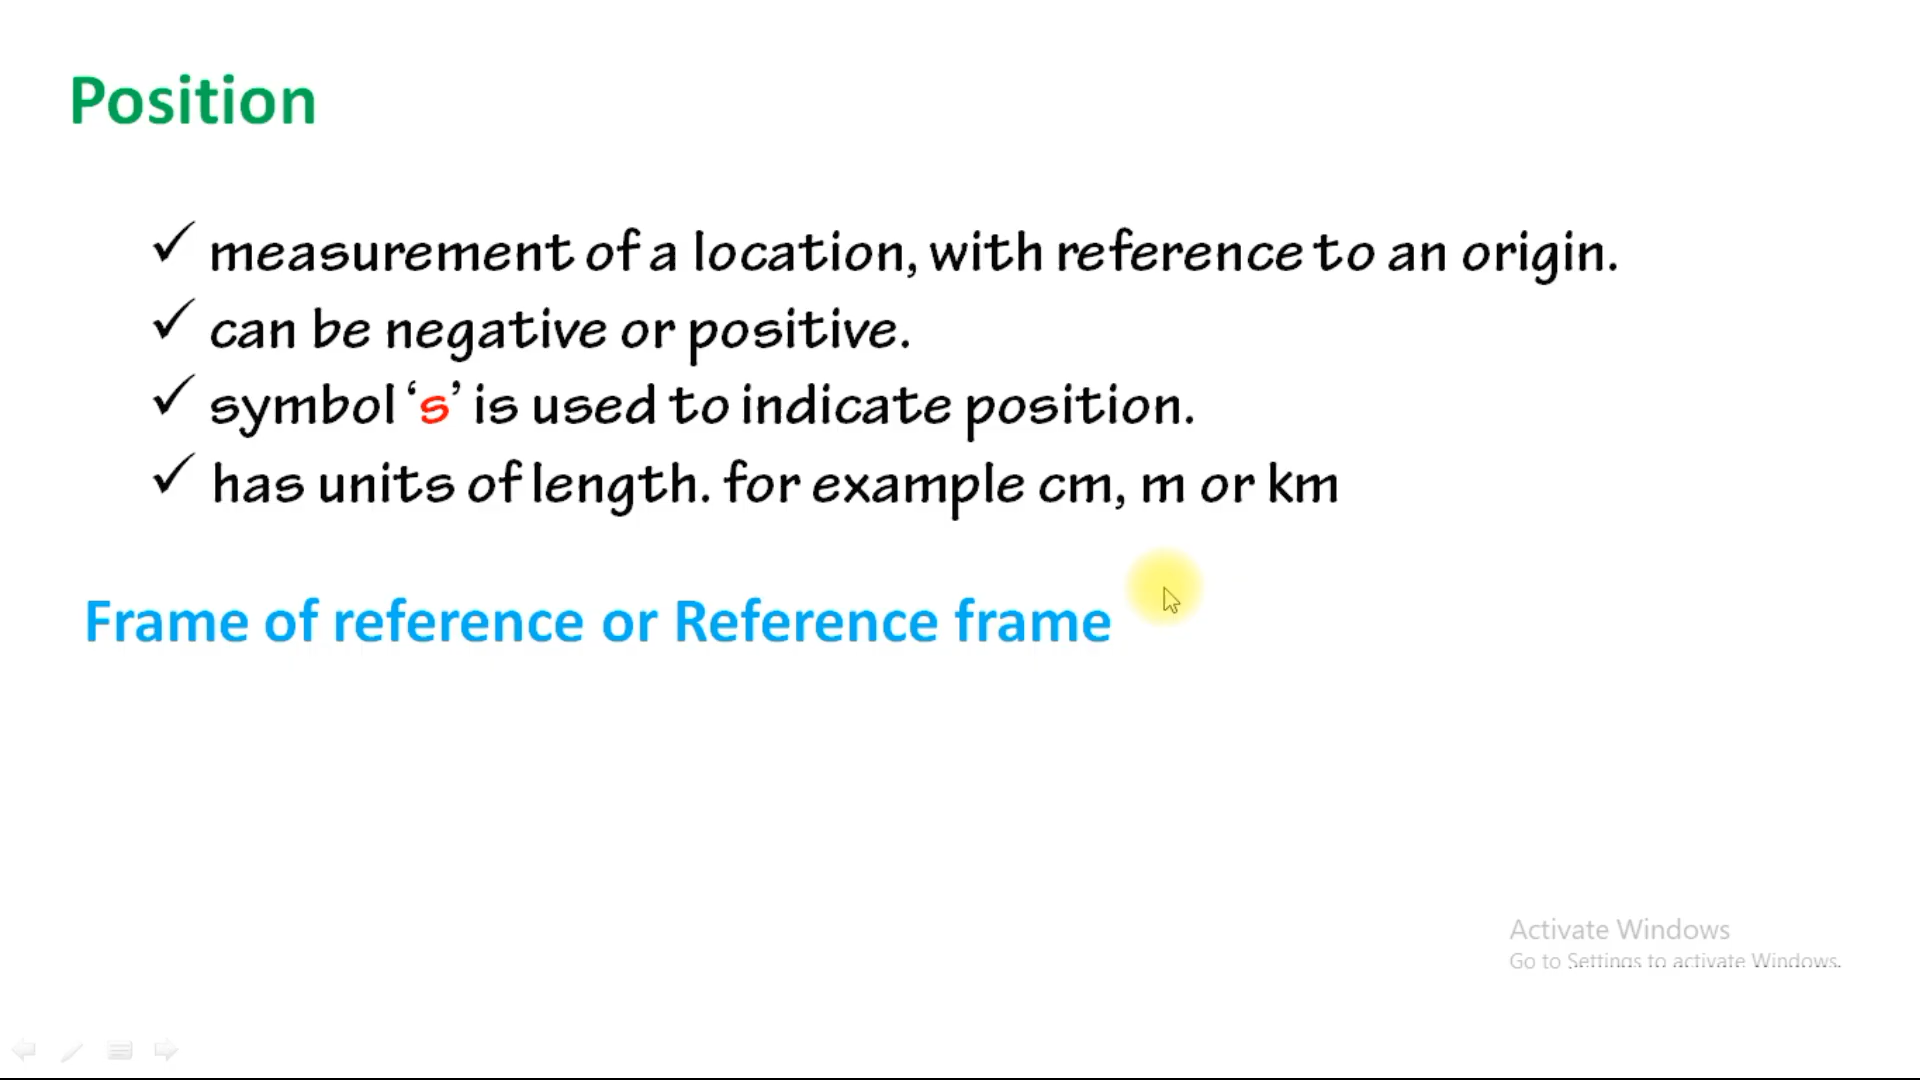 Position
✓ measurement of a location, with reference to an origin.
✓ can be negative or positive.
✓ symbol ‘s’ is used to indicate position.
✓ has units of length. for example cm, m or km
Frame of reference or Reference frame
Activate Windows
Go to Settings to activate Windows.